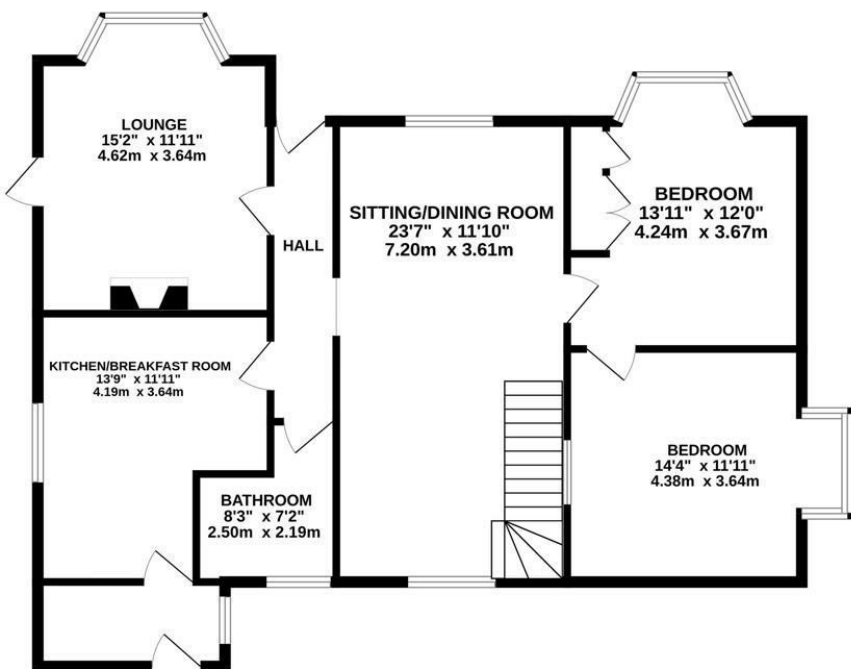 LOUNGE
15'2" x 11'11"
4.62m x 3.64m
HALL
SITTING/DINING ROOM
23'7" x 11'10"
7.20m x 3.61m
BEDROOM
13'11" x 12'0"
4.24m x 3.67m
KITCHEN/BREAKFAST ROOM
13'9" x 11'11"
4.19m x 3.64m
BATHROOM
8'3" x 7'2"
2.50m x 2.19m
BEDROOM
14'4" x 11'11"
4.38m x 3.64m